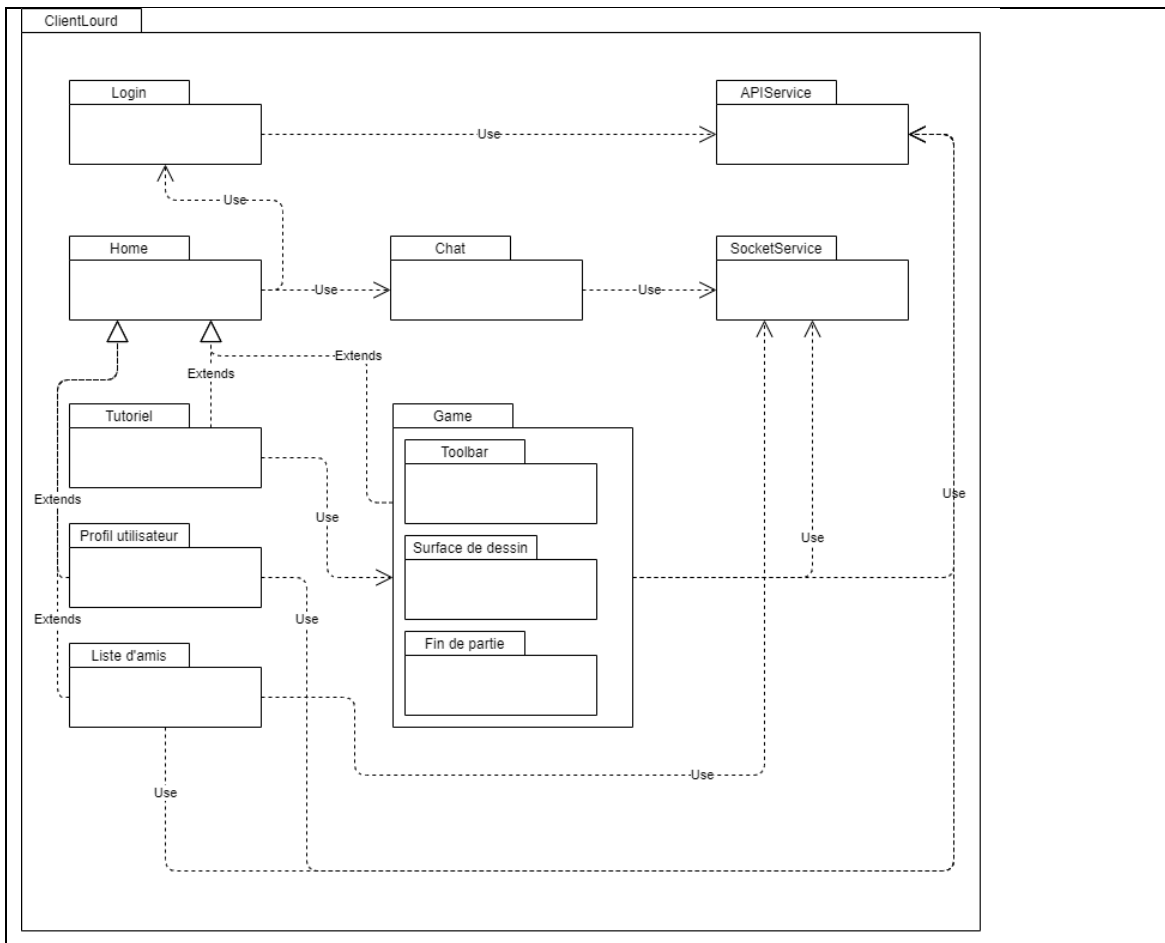 ClientLourd
Login
APIService
Use
Use
Home
Chat
SocketService
Use
Use
Extends
Extends
Tutoriel
Game
Toolbar
Extends
Use
Use
Profil utilisateur
Surface de dessin
Use
Extends
Use
Liste d'amis
Fin de partie
Use
Use